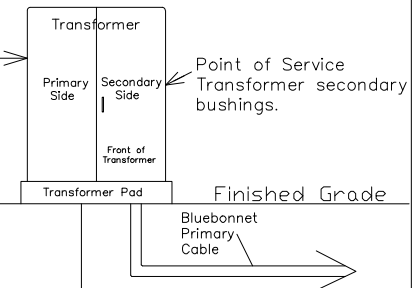 Transformer
Primary
Side
Secondary
Side
Front of
Transformer
Transformer Pad
Point of Service
Transformer secondary
bushings.
Finished Grade
Bluebonnet
Primary
Cable